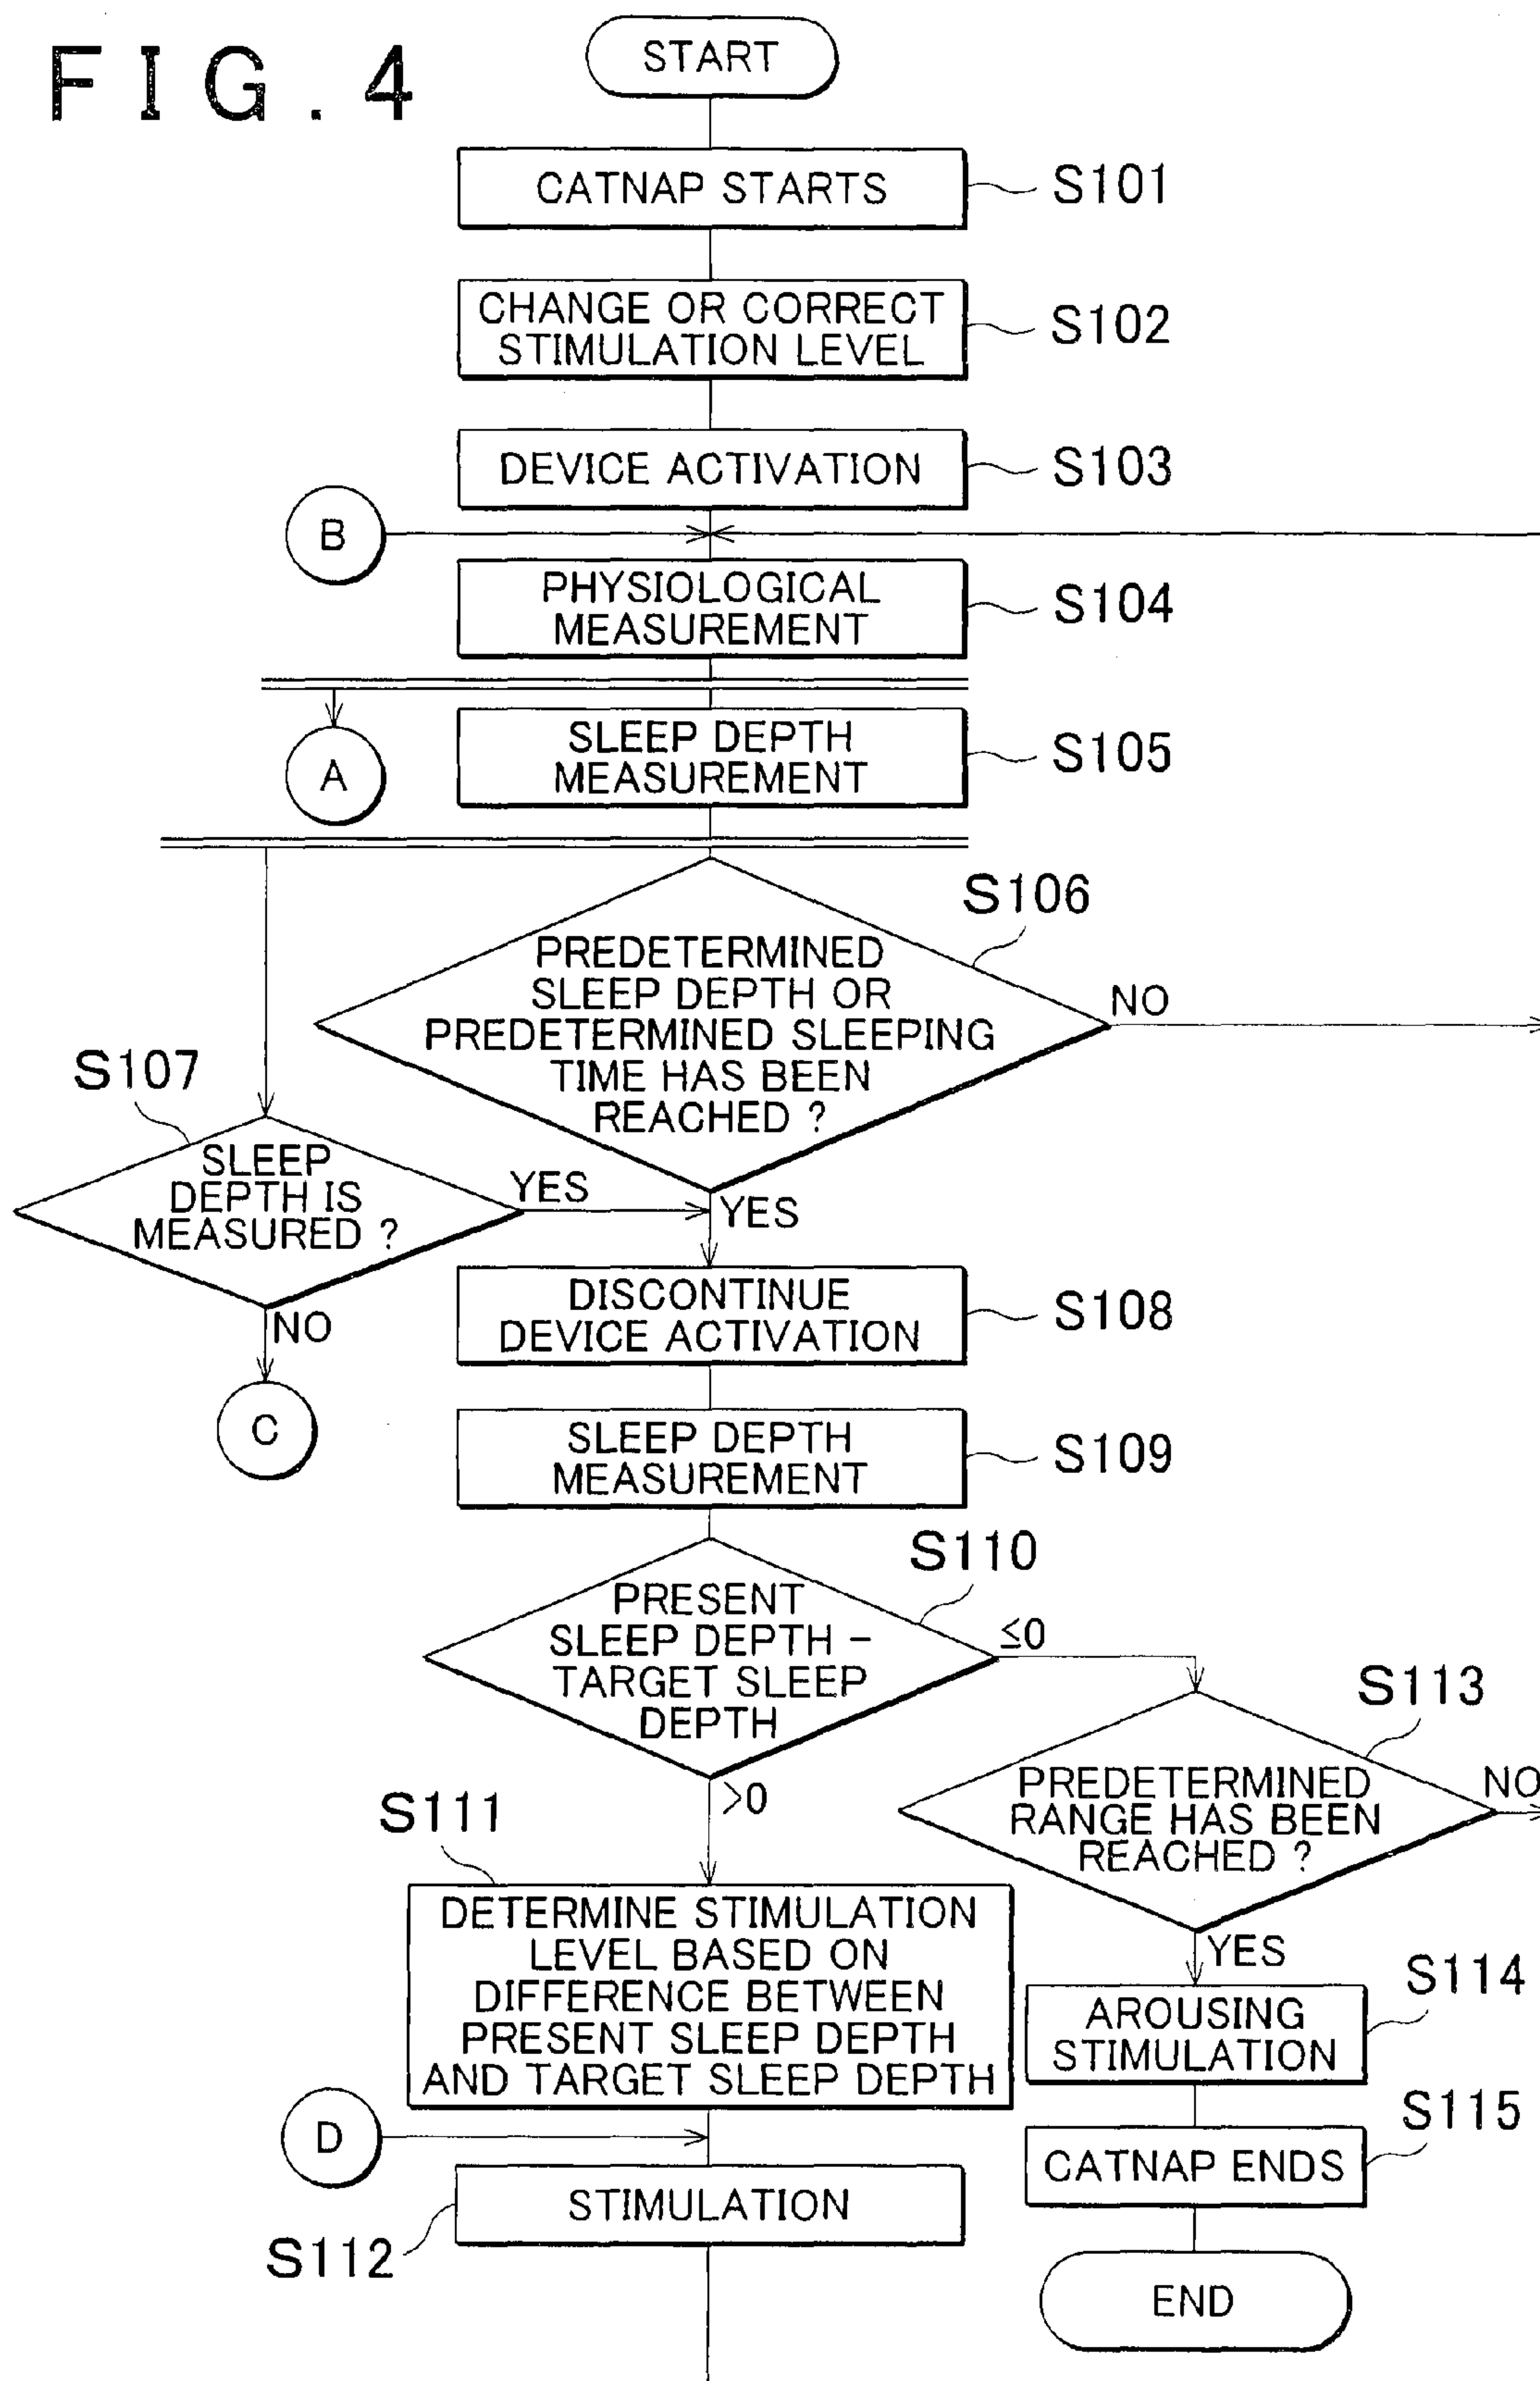 FIG. 4
START
CATNAP STARTS
S101
CHANGE OR CORRECT
STIMULATION LEVEL
S102
DEVICE ACTIVATION
S103
B
PHYSIOLOGICAL
MEASUREMENT
S104
A
SLEEP DEPTH
MEASUREMENT
S105
S106
PREDETERMINED
SLEEP DEPTH OR
PREDETERMINED SLEEPING
TIME HAS BEEN
REACHED ?
NO
YES
S107
SLEEP
DEPTH IS
MEASURED ?
YES
NO
C
DISCONTINUE
DEVICE ACTIVATION
S108
SLEEP DEPTH
MEASUREMENT
S109
S110
PRESENT
SLEEP DEPTH –
TARGET SLEEP
DEPTH
≤0
>0
S113
PREDETERMINED
RANGE HAS BEEN
REACHED ?
NO
YES
S111
DETERMINE STIMULATION
LEVEL BASED ON
DIFFERENCE BETWEEN
PRESENT SLEEP DEPTH
AND TARGET SLEEP DEPTH
S114
AROUSING
STIMULATION
D
S115
CATNAP ENDS
STIMULATION
S112
END